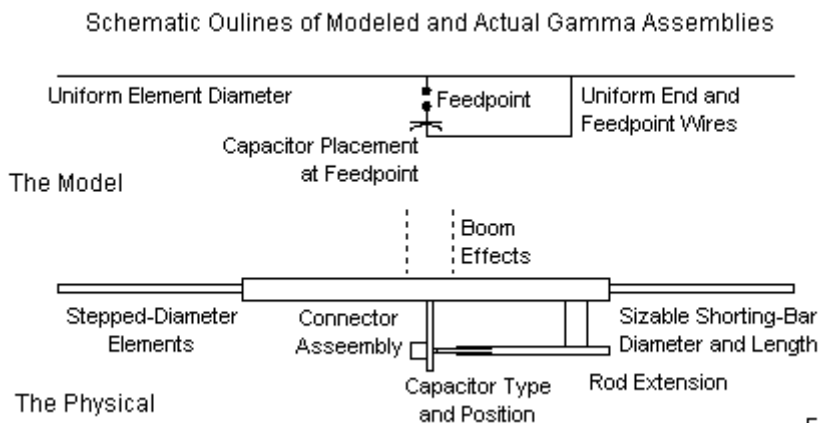 Schematic Oulines of Modeled and Actual Gamma Assemblies
Uniform Element Diameter
Feedpoint
Uniform End and
Feedpoint Wires
Capacitor Placement
at Feedpoint
The Model
Boom
Effects
Stepped-Diameter
Elements
Connector
Asseembly
Sizable Shorting-Bar
Diameter and Length
Capacitor Type
and Position
Rod Extension
The Physical